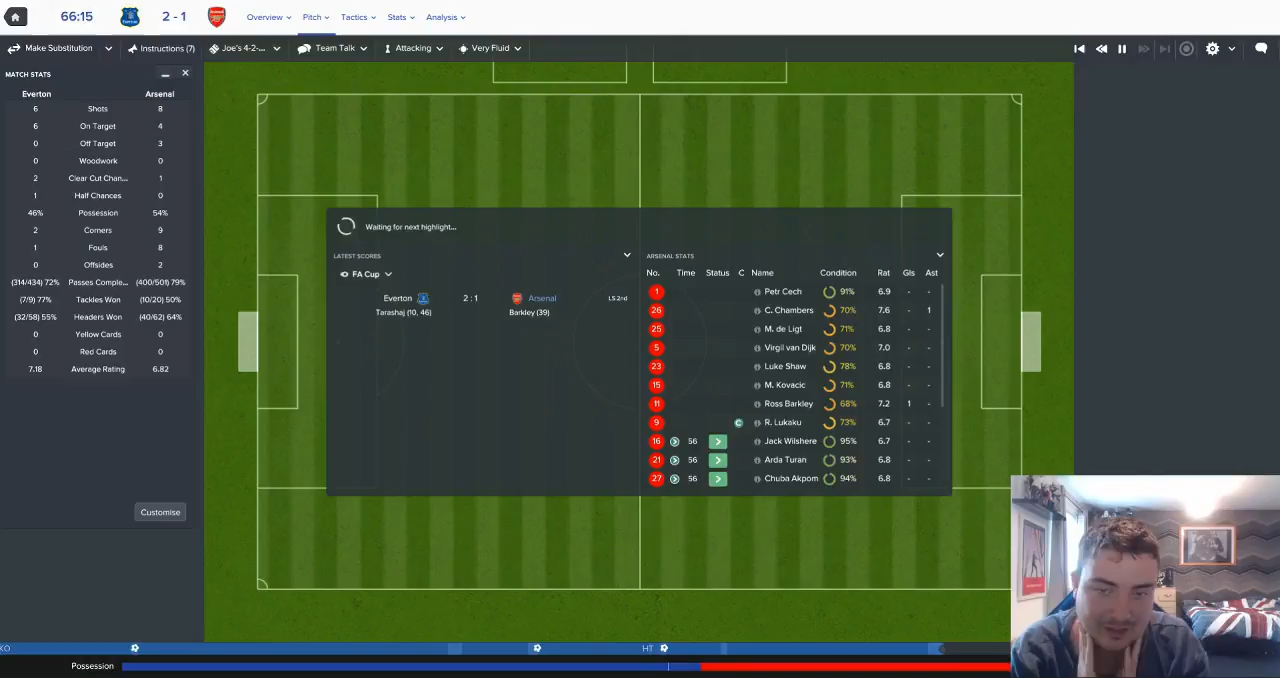 66:15 2 - 1 Overview Pitch Tactics Stats Analysis
Make Substitution Instructions (7) Joe's 4-2-... Team Talk Attacking Very Fluid
MATCH STATS
Everton Arsenal
6 Shots 8
6 On Target 4
0 Off Target 3
0 Woodwork 0
2 Clear Cut Chan... 1
1 Half Chances 0
46% Possession 54%
2 Corners 9
1 Fouls 8
0 Offsides 2
(314/434) 72% Passes Comple... (400/501) 79%
(7/9) 77% Tackles Won (10/20) 50%
(32/58) 55% Headers Won (40/62) 64%
0 Yellow Cards 0
0 Red Cards 0
7.18 Average Rating 6.82
Customise
Waiting for next highlight...
LATEST SCORES
FA Cup
Everton 2 : 1 Arsenal LS 2nd
Tarashaj (10, 46) Barkley (39)
ARSENAL STATS
No. Time Status C Name Condition Rat Gls Ast
1 Petr Cech 91% 6.9 - -
26 C. Chambers 70% 7.6 - 1
25 M. de Ligt 71% 6.8 - -
5 Virgil van Dijk 70% 7.0 - -
23 Luke Shaw 78% 6.8 - -
15 M. Kovacic 71% 6.8 - -
11 Ross Barkley 68% 7.2 1 -
9 C R. Lukaku 73% 6.7 - -
16 56 Jack Wilshere 95% 6.7 - -
21 56 Arda Turan 93% 6.8 - -
27 56 Chuba Akpom 94% 6.8 - -
KO HT
Possession